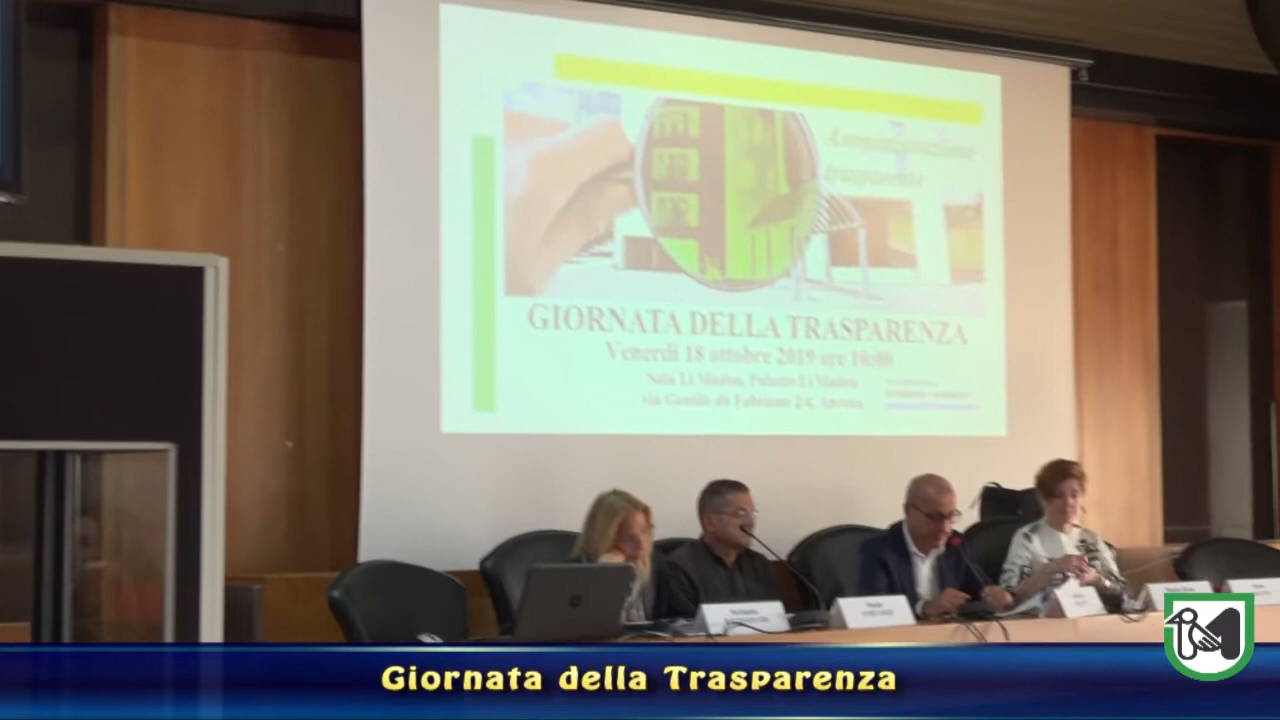 Amministrazione
trasparente
GIORNATA DELLA TRASPARENZA
Venerdì 18 ottobre 2019 ore 10:00
Sala Li Madou, Palazzo Li Madou
via Gentile da Fabriano 2/4, Ancona
Giornata della Trasparenza